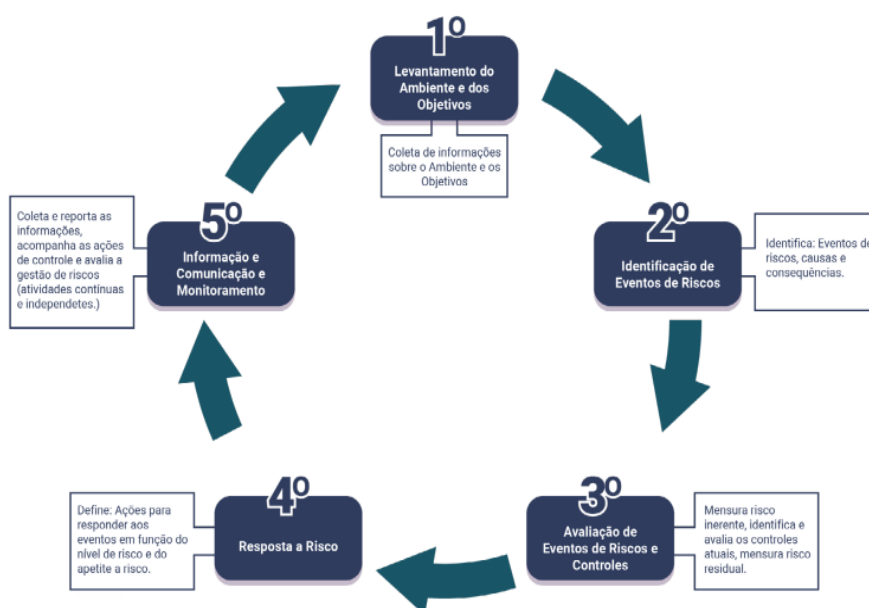 1º
Levantamento do
Ambiente e dos
Objetivos
Coleta de informações
sobre o Ambiente e os
Objetivos
2º
Identificação de
Eventos de Riscos
Identifica: Eventos de
riscos, causas e
consequências.
3º
Avaliação de
Eventos de Riscos e
Controles
Mensura risco
inerente, identifica e
avalia os controles
atuais, mensura risco
residual.
4º
Resposta a Risco
Define: Ações para
responder aos
eventos em função do
nível de risco e do
apetite a risco.
5º
Informação e
Comunicação e
Monitoramento
Coleta e reporta as
informações,
acompanha as ações
de controle e avalia a
gestão de riscos
(atividades contínuas
e independetes.)